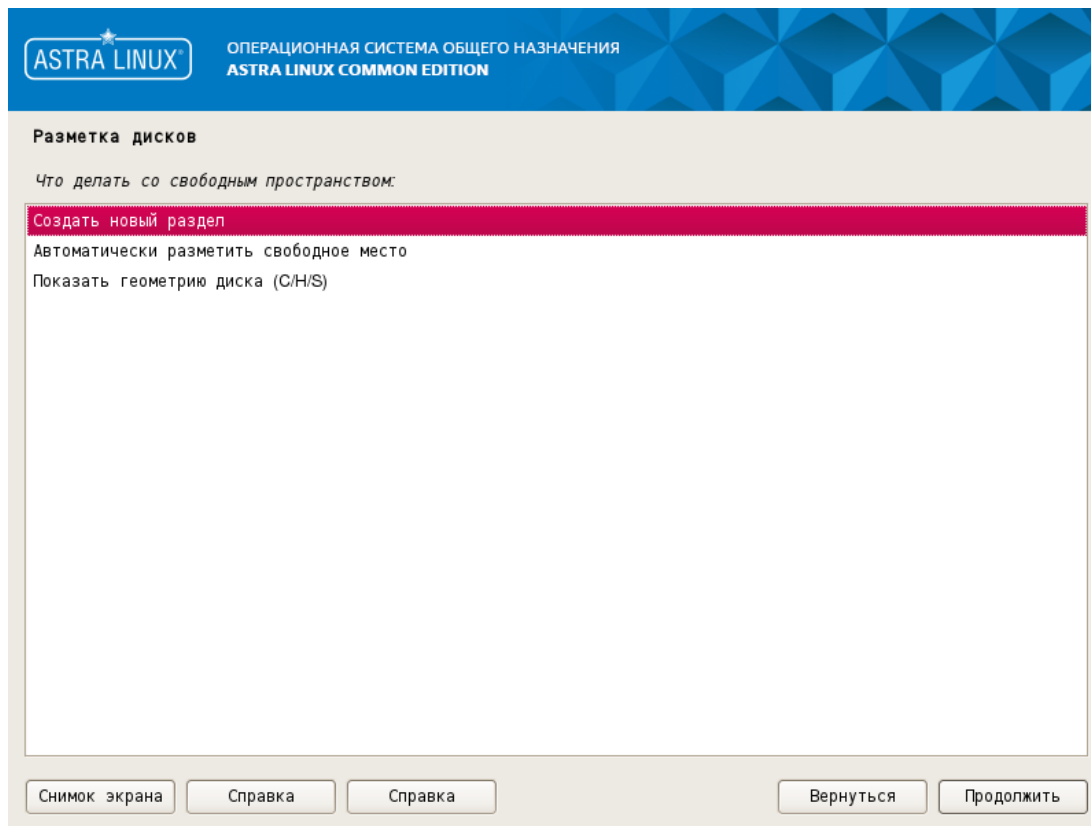 ASTRA LINUX®
ОПЕРАЦИОННАЯ СИСТЕМА ОБЩЕГО НАЗНАЧЕНИЯ
ASTRA LINUX COMMON EDITION
Разметка дисков
Что делать со свободным пространством:
Создать новый раздел
Автоматически разметить свободное место
Показать геометрию диска (C/H/S)
Снимок экрана Справка Справка Вернуться Продолжить